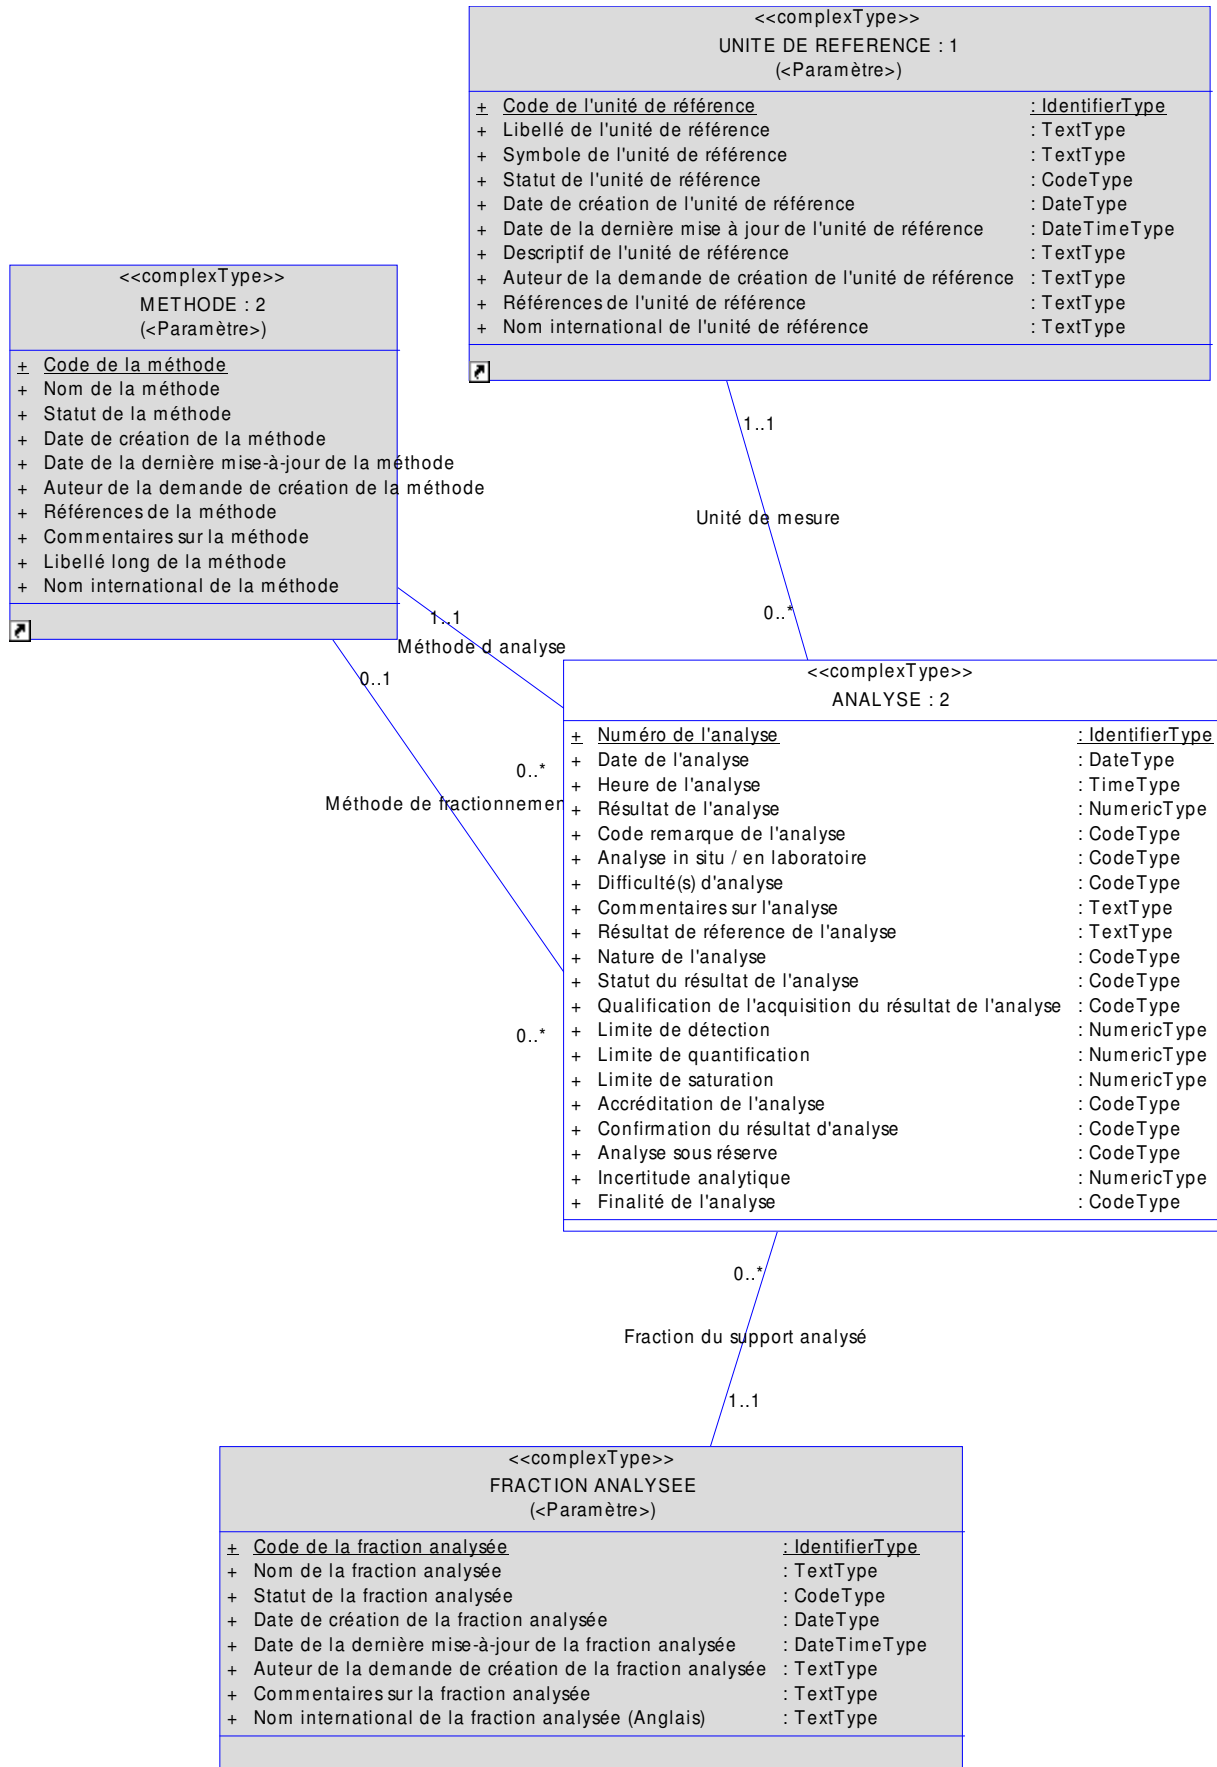 <<complexType>>
UNITE DE REFERENCE : 1
(<Paramètre>)
+ Code de l'unité de référence : IdentifierType
+ Libellé de l'unité de référence : TextType
+ Symbole de l'unité de référence : TextType
+ Statut de l'unité de référence : CodeType
+ Date de création de l'unité de référence : DateType
+ Date de la dernière mise à jour de l'unité de référence : DateTimeType
+ Descriptif de l'unité de référence : TextType
+ Auteur de la demande de création de l'unité de référence : TextType
+ Références de l'unité de référence : TextType
+ Nom international de l'unité de référence : TextType
<<complexType>>
METHODE : 2
(<Paramètre>)
+ Code de la méthode
+ Nom de la méthode
+ Statut de la méthode
+ Date de création de la méthode
+ Date de la dernière mise-à-jour de la méthode
+ Auteur de la demande de création de la méthode
+ Références de la méthode
+ Commentaires sur la méthode
+ Libellé long de la méthode
+ Nom international de la méthode
1..1
Unité de mesure
0..*
1..1
Méthode d analyse
0..*
0..1
Méthode de fractionnemen
0..*
<<complexType>>
ANALYSE : 2
+ Numéro de l'analyse : IdentifierType
+ Date de l'analyse : DateType
+ Heure de l'analyse : TimeType
+ Résultat de l'analyse : NumericType
+ Code remarque de l'analyse : CodeType
+ Analyse in situ / en laboratoire : CodeType
+ Difficulté(s) d'analyse : CodeType
+ Commentaires sur l'analyse : TextType
+ Résultat de réference de l'analyse : TextType
+ Nature de l'analyse : CodeType
+ Statut du résultat de l'analyse : CodeType
+ Qualification de l'acquisition du résultat de l'analyse : CodeType
+ Limite de détection : NumericType
+ Limite de quantification : NumericType
+ Limite de saturation : NumericType
+ Accréditation de l'analyse : CodeType
+ Confirmation du résultat d'analyse : CodeType
+ Analyse sous réserve : CodeType
+ Incertitude analytique : NumericType
+ Finalité de l'analyse : CodeType
0..*
Fraction du support analysé
1..1
<<complexType>>
FRACTION ANALYSEE
(<Paramètre>)
+ Code de la fraction analysée : IdentifierType
+ Nom de la fraction analysée : TextType
+ Statut de la fraction analysée : CodeType
+ Date de création de la fraction analysée : DateType
+ Date de la dernière mise-à-jour de la fraction analysée : DateTimeType
+ Auteur de la demande de création de la fraction analysée : TextType
+ Commentaires sur la fraction analysée : TextType
+ Nom international de la fraction analysée (Anglais) : TextType